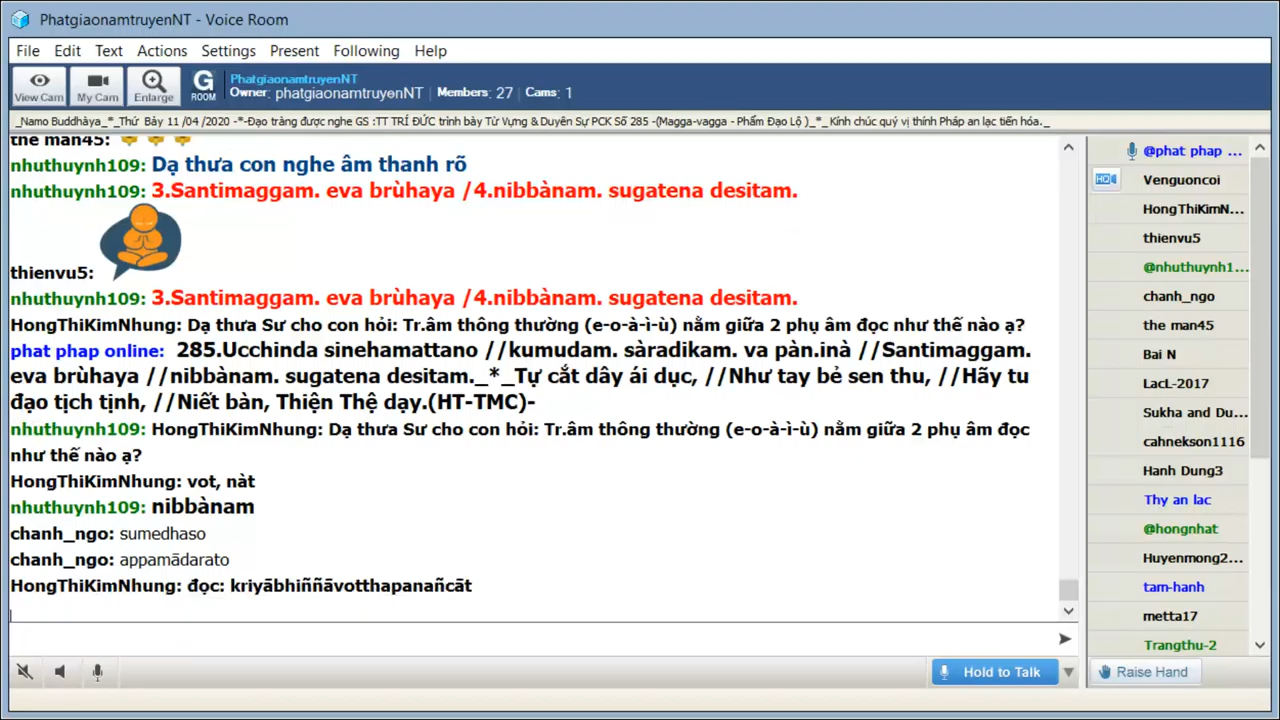 PhatgiaonamtruyenNT - Voice Room
File Edit Text Actions Settings Present Following Help
View Cam My Cam Enlarge G ROOM PhatgiaonamtruyenNT
Owner: phatgiaonamtruyenNT Members: 27 Cams: 1
_Namo Buddhàya_*_Thứ Bảy 11 /04 /2020 -*-Đạo tràng được nghe GS :TT TRÍ ĐỨC trình bày Từ Vựng & Duyên Sự PCK Số 285 -(Magga-vagga - Phẩm Đạo Lộ )_*_ Kính chúc quý vị thính Pháp an lạc tiến hóa._
the man45:
nhuthuynh109: Dạ thưa con nghe âm thanh rõ
nhuthuynh109: 3.Santimaggam. eva brùhaya /4.nibbànam. sugatena desitam.
thienvu5:
nhuthuynh109: 3.Santimaggam. eva brùhaya /4.nibbànam. sugatena desitam.
HongThiKimNhung: Dạ thưa Sư cho con hỏi: Tr.âm thông thường (e-o-à-ì-ù) nằm giữa 2 phụ âm đọc như thế nào ạ?
phat phap online: 285.Ucchinda sinehamattano //kumudam. sàradikam. va pàn.inà //Santimaggam.
eva brùhaya //nibbànam. sugatena desitam._*_Tự cắt dây ái dục, //Như tay bẻ sen thu, //Hãy tu
đạo tịch tịnh, //Niết bàn, Thiện Thệ dạy.(HT-TMC)-
nhuthuynh109: HongThiKimNhung: Dạ thưa Sư cho con hỏi: Tr.âm thông thường (e-o-à-ì-ù) nằm giữa 2 phụ âm đọc
như thế nào ạ?
HongThiKimNhung: vot, nàt
nhuthuynh109: nibbànam
chanh_ngo: sumedhaso
chanh_ngo: appamādarato
HongThiKimNhung: đọc: kriyābhiññāvotthapanañcāt
@phat phap ...
HD
Venguoncoi
HongThiKimN...
thienvu5
@nhuthuynh1...
chanh_ngo
the man45
Bai N
LacL-2017
Sukha and Du...
cahnekson1116
Hanh Dung3
Thy an lac
@hongnhat
Huyenmong2...
tam-hanh
metta17
Trangthu-2
Hold to Talk
Raise Hand